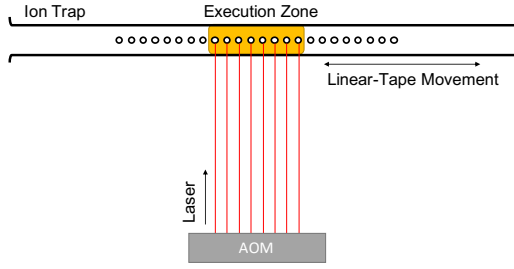 Ion Trap
Execution Zone
Linear-Tape Movement
Laser
AOM